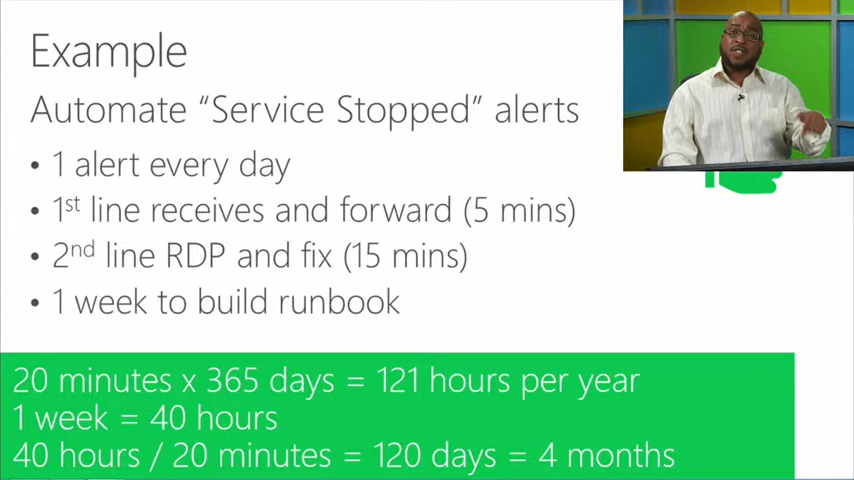 Example
Automate “Service Stopped” alerts
• 1 alert every day
• 1st line receives and forward (5 mins)
• 2nd line RDP and fix (15 mins)
• 1 week to build runbook
20 minutes x 365 days = 121 hours per year
1 week = 40 hours
40 hours / 20 minutes = 120 days = 4 months